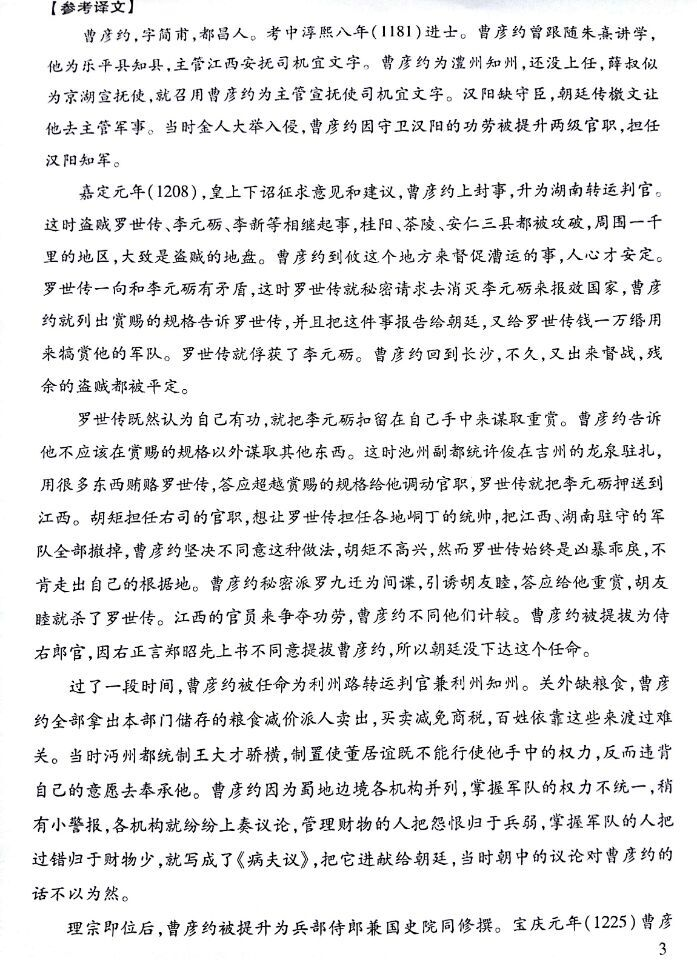 【参考译文】
曹彦约,字简甫,都昌人。考中淳熙八年(1181)进士。曹彦约曾跟随朱熹讲学,
他为乐平县知县,主管江西安抚司机宜文字。曹彦约为澧州知州,还没上任,薛叔似
为京湖宣抚使,就召用曹彦约为主管宣抚使司机宜文字。汉阳缺守臣,朝廷传檄文让
他去主管军事。当时金人大举入侵,曹彦约因守卫汉阳的功劳被提升两级官职,担任
汉阳知军。
嘉定元年(1208),皇上下诏征求意见和建议,曹彦约上封事,升为湖南转运判官。
这时盗贼罗世传、李元砺、李新等相继起事,桂阳、茶陵、安仁三县都被攻破,周围一千
里的地区,大致是盗贼的地盘。曹彦约到攸这个地方来督促漕运的事,人心才安定。
罗世传一向和李元砺有矛盾,这时罗世传就秘密请求去消灭李元砺来报效国家,曹彦
约就列出赏赐的规格告诉罗世传,并且把这件事报告给朝廷,又给罗世传钱一万缗用
来犒赏他的军队。罗世传就俘获了李元砺。曹彦约回到长沙,不久,又出来督战,残
余的盗贼都被平定。
罗世传既然认为自己有功,就把李元砺扣留在自己手中来谋取重赏。曹彦约告诉
他不应该在赏赐的规格以外谋取其他东西。这时池州副都统许俊在吉州的龙泉驻扎,
用很多东西贿赂罗世传,答应超越赏赐的规格给他调动官职,罗世传就把李元砺押送到
江西。胡矩担任右司的官职,想让罗世传担任各地峒丁的统帅,把江西、湖南驻守的军
队全部撤掉,曹彦约坚决不同意这种做法,胡矩不高兴,然而罗世传始终是凶暴乖戾,不
肯走出自己的根据地。曹彦约秘密派罗九迁为间谍,引诱胡友睦,答应给他重赏,胡友
睦就杀了罗世传。江西的官员来争夺功劳,曹彦约不同他们计较。曹彦约被提拔为侍
右郎官,因右正言郑昭先上书不同意提拔曹彦约,所以朝廷没下达这个任命。
过了一段时间,曹彦约被任命为利州路转运判官兼利州知州。关外缺粮食,曹彦
约全部拿出本部门储存的粮食减价派人卖出,买卖减免商税,百姓依靠这些来渡过难
关。当时沔州都统制王大才骄横,制置使董居谊既不能行使他手中的权力,反而违背
自己的意愿去奉承他。曹彦约因为蜀地边境各机构并列,掌握军队的权力不统一,稍
有小警报,各机构就纷纷上奏议论,管理财物的人把怨恨归于兵弱,掌握军队的人把
过错归于财物少,就写成了《病夫议》,把它进献给朝廷,当时朝中的议论对曹彦约的
话不以为然。
理宗即位后,曹彦约被提升为兵部侍郎兼国史院同修撰。宝庆元年(1225)曹彦
3